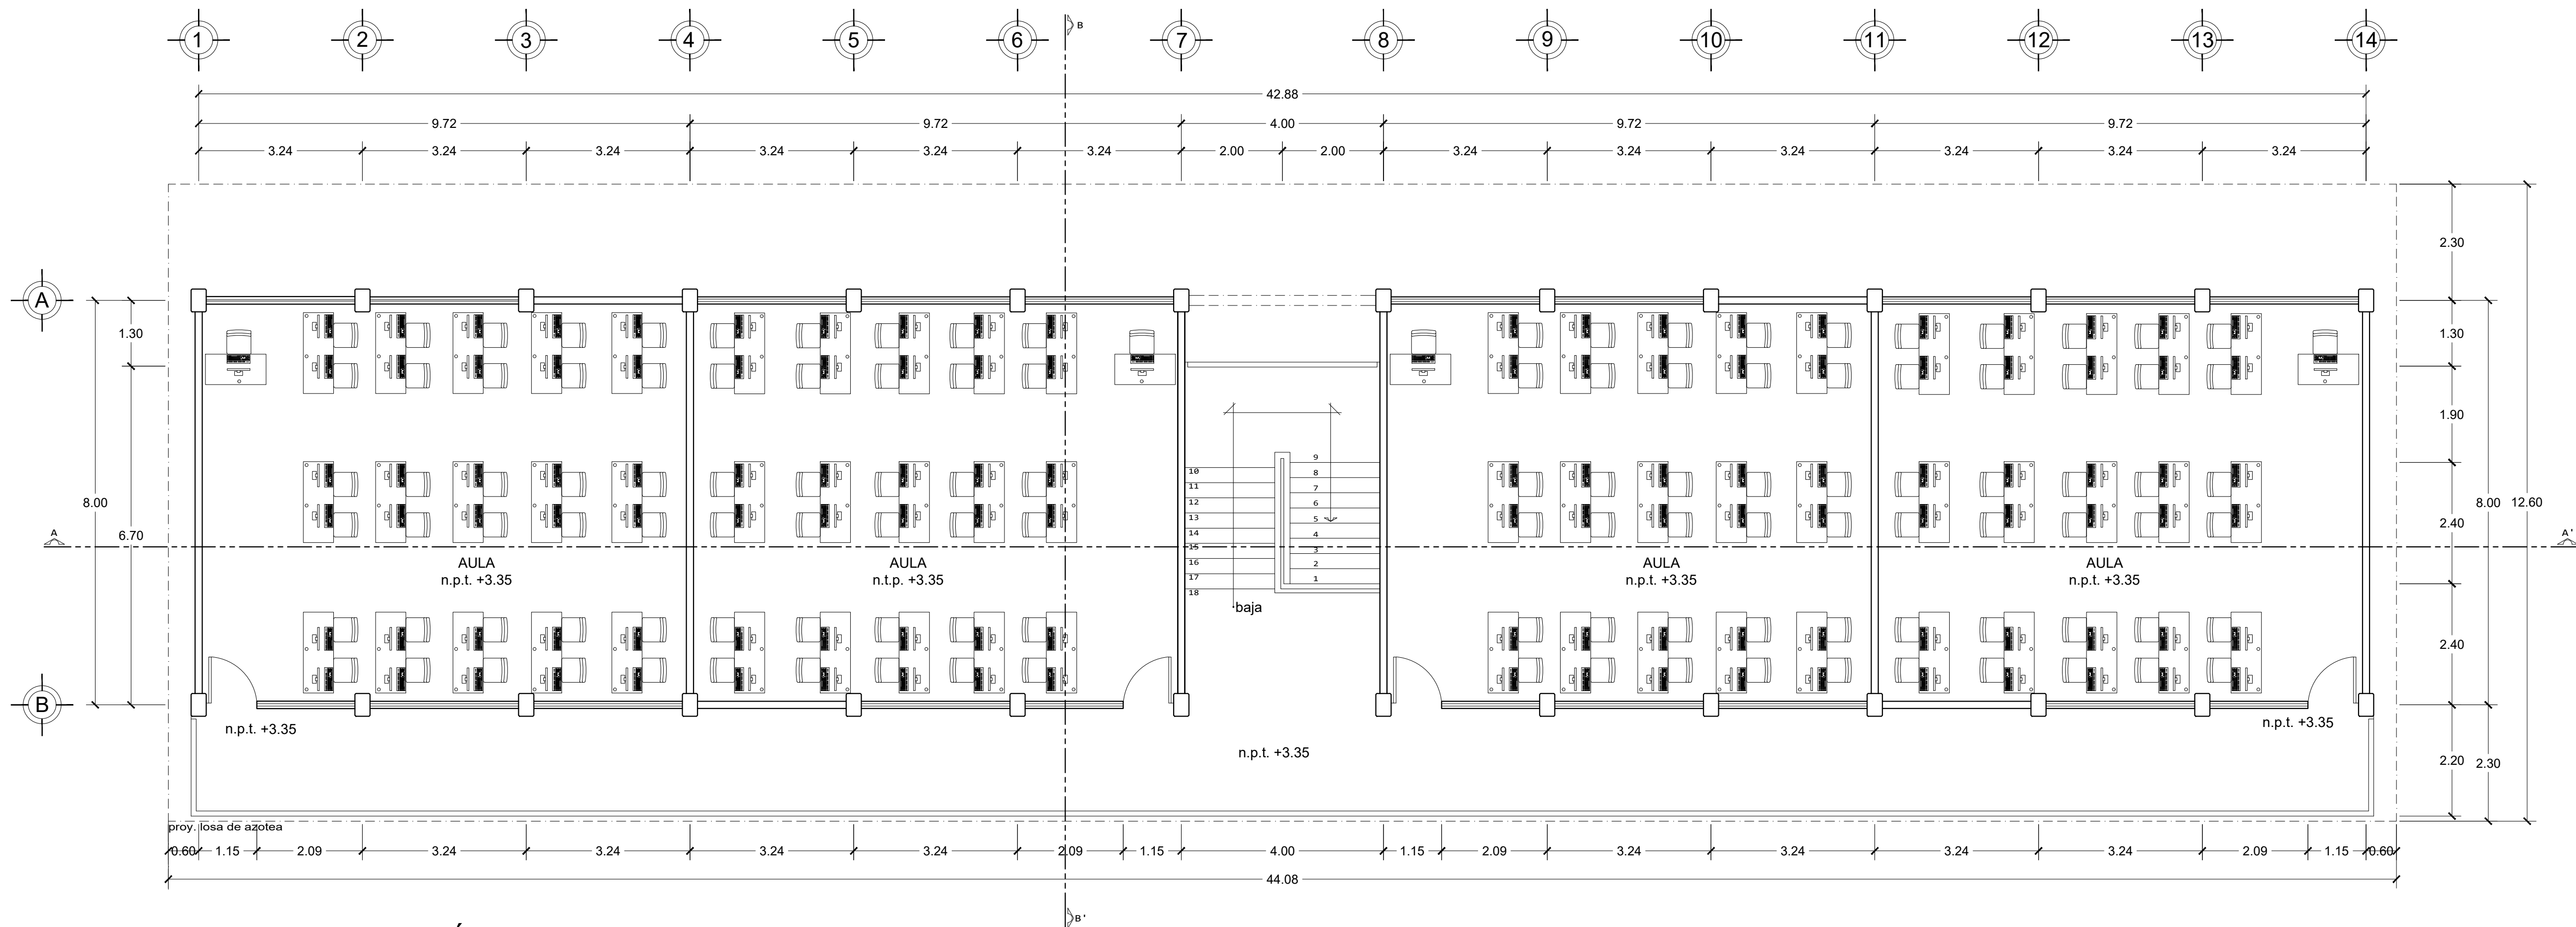 1 2 3 4 5 6 7 8 9 10 11 12 13 14
B
42.88
9.72 9.72 4.00 9.72 9.72
3.24 3.24 3.24 3.24 3.24 3.24 2.00 2.00 3.24 3.24 3.24 3.24 3.24 3.24
2.30
A
1.30 1.30
1.90
9
10 8
11 7
12 6
8.00 8.00 12.60
13 5
2.40
14 4
A 6.70 A'
15 3
AULA AULA AULA AULA
16 2
n.p.t. +3.35 n.t.p. +3.35 n.p.t. +3.35 n.p.t. +3.35
17 1
18
baja
2.40
B
n.p.t. +3.35 n.p.t. +3.35
n.p.t. +3.35
2.20 2.30
proy. losa de azotea
0.60 1.15 2.09 3.24 3.24 3.24 3.24 2.09 1.15 4.00 1.15 2.09 3.24 3.24 3.24 3.24 2.09 1.15 0.60
44.08
B'